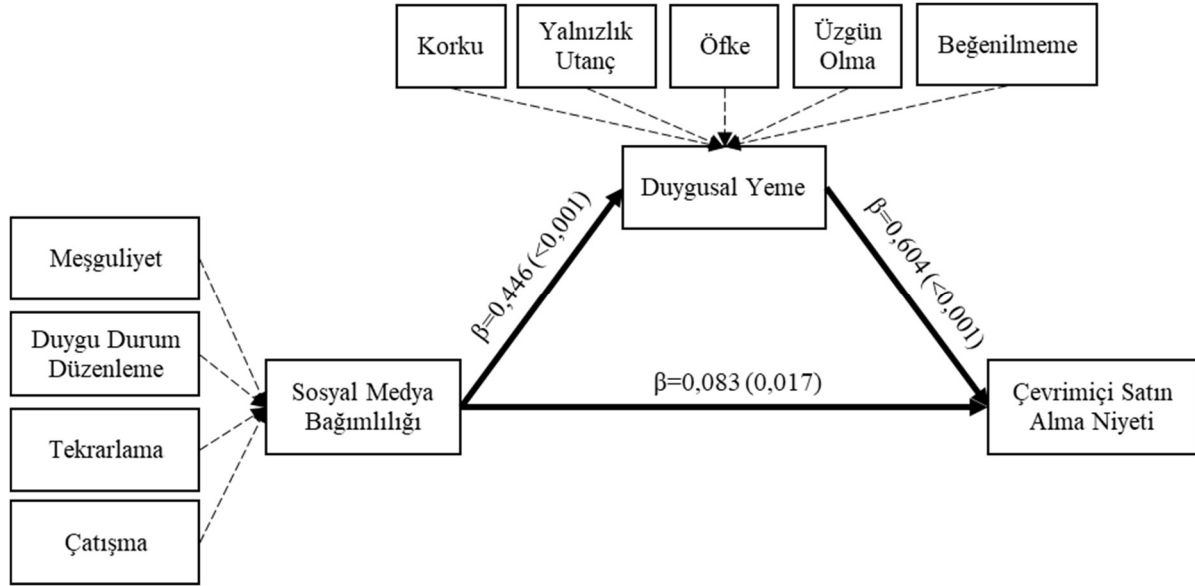 Korku
Yalnızlık
Utanç
Öfke
Üzgün
Olma
Beğenilmeme
Duygusal Yeme
β=0,446 (<0,001)
β=0,604 (<0,001)
Meşguliyet
Duygu Durum
Düzenleme
Tekrarlama
Çatışma
Sosyal Medya
Bağımlılığı
β=0,083 (0,017)
Çevrimiçi Satın
Alma Niyeti